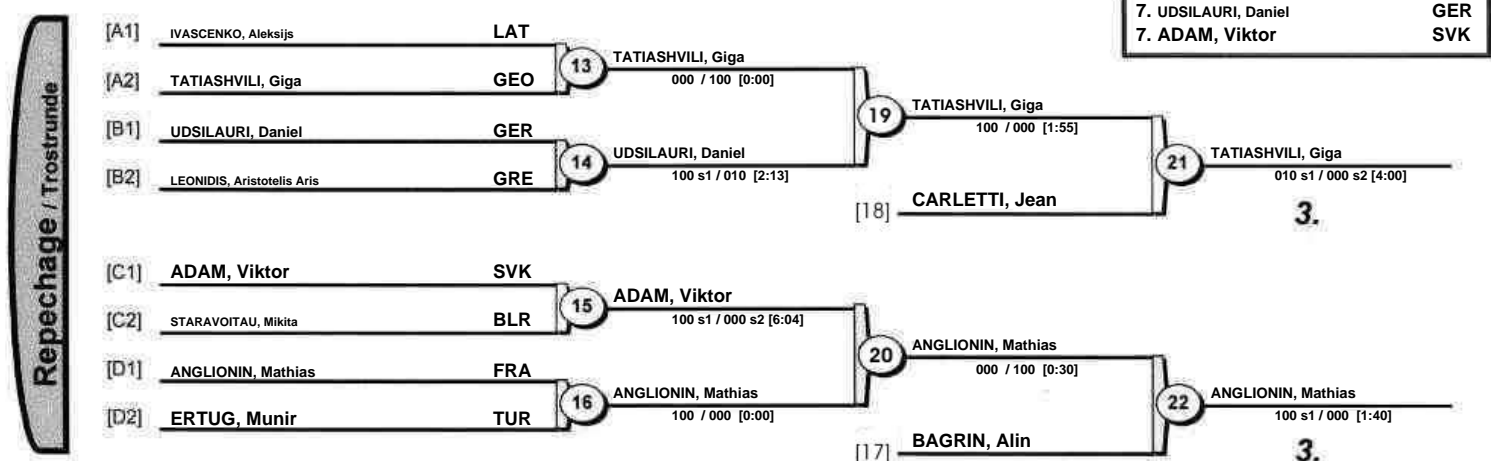 7. UDSILAURI, Daniel GER
7. ADAM, Viktor SVK
Repechage / Trostrunde
[A1] IVASCENKO, Aleksijs LAT
13 TATIASHVILI, Giga
000 / 100 [0:00]
[A2] TATIASHVILI, Giga GEO
19 TATIASHVILI, Giga
100 / 000 [1:55]
[B1] UDSILAURI, Daniel GER
14 UDSILAURI, Daniel
100 s1 / 010 [2:13]
21 TATIASHVILI, Giga
010 s1 / 000 s2 [4:00]
[B2] LEONIDIS, Aristotelis Aris GRE
[18] CARLETTI, Jean
3.
[C1] ADAM, Viktor SVK
15 ADAM, Viktor
100 s1 / 000 s2 [6:04]
[C2] STARAVOITAU, Mikita BLR
20 ANGLIONIN, Mathias
000 / 100 [0:30]
[D1] ANGLIONIN, Mathias FRA
16 ANGLIONIN, Mathias
100 / 000 [0:00]
22 ANGLIONIN, Mathias
100 s1 / 000 [1:40]
[D2] ERTUG, Munir TUR
[17] BAGRIN, Alin
3.